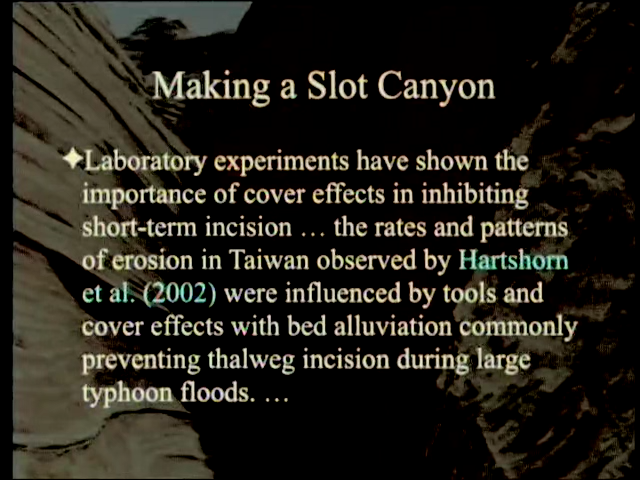 Making a Slot Canyon
✦Laboratory experiments have shown the
importance of cover effects in inhibiting
short-term incision … the rates and patterns
of erosion in Taiwan observed by Hartshorn
et al. (2002) were influenced by tools and
cover effects with bed alluviation commonly
preventing thalweg incision during large
typhoon floods. …